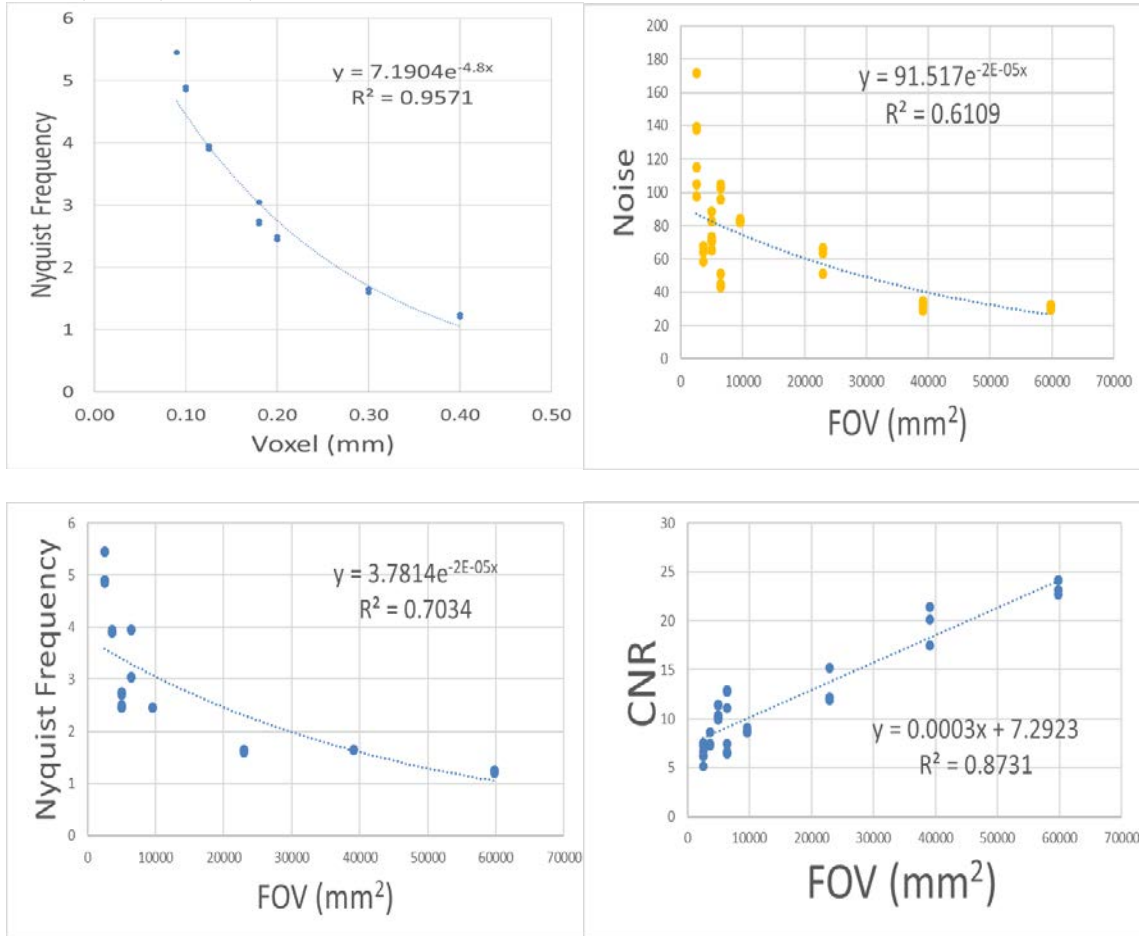 6
5
4
3
2
1
0
Nyquist Frequency
y = 7.1904e^-4.8x
R² = 0.9571
0.00 0.10 0.20 0.30 0.40 0.50
Voxel (mm)
200
180
160
140
120
100
80
60
40
20
0
Noise
y = 91.517e^-2E-05x
R² = 0.6109
0 10000 20000 30000 40000 50000 60000 70000
FOV (mm²)
6
5
4
3
2
1
0
Nyquist Frequency
y = 3.7814e^-2E-05x
R² = 0.7034
0 10000 20000 30000 40000 50000 60000 70000
FOV (mm²)
30
25
20
15
10
5
0
CNR
y = 0.0003x + 7.2923
R² = 0.8731
0 10000 20000 30000 40000 50000 60000 70000
FOV (mm²)